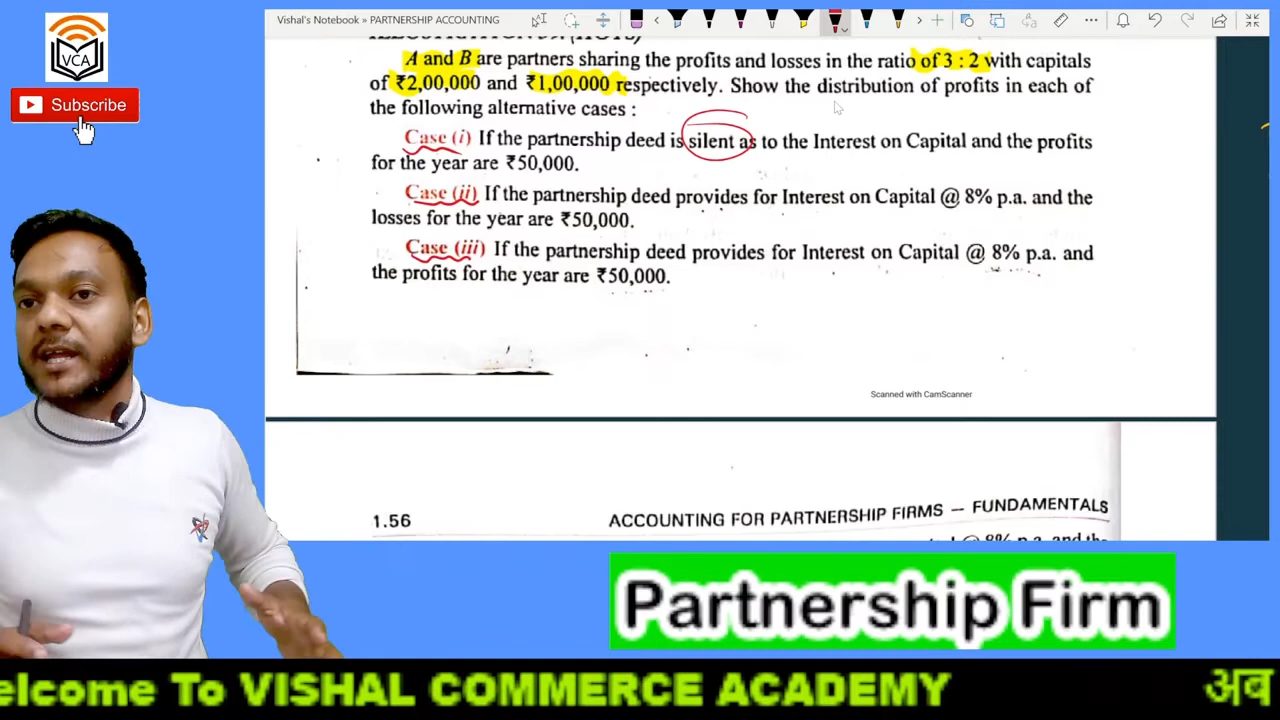 Vishal's Notebook » PARTNERSHIP ACCOUNTING
VCA
Subscribe
A and B are partners sharing the profits and losses in the ratio of 3 : 2 with capitals
of ₹2,00,000 and ₹1,00,000 respectively. Show the distribution of profits in each of
the following alternative cases :
Case (i) If the partnership deed is silent as to the Interest on Capital and the profits
for the year are ₹50,000.
Case (ii) If the partnership deed provides for Interest on Capital @ 8% p.a. and the
losses for the year are ₹50,000.
Case (iii) If the partnership deed provides for Interest on Capital @ 8% p.a. and
the profits for the year are ₹50,000.
Scanned with CamScanner
1.56 ACCOUNTING FOR PARTNERSHIP FIRMS — FUNDAMENTALS
@ 8% p.a. and the
Partnership Firm
elcome To VISHAL COMMERCE ACADEMY अब